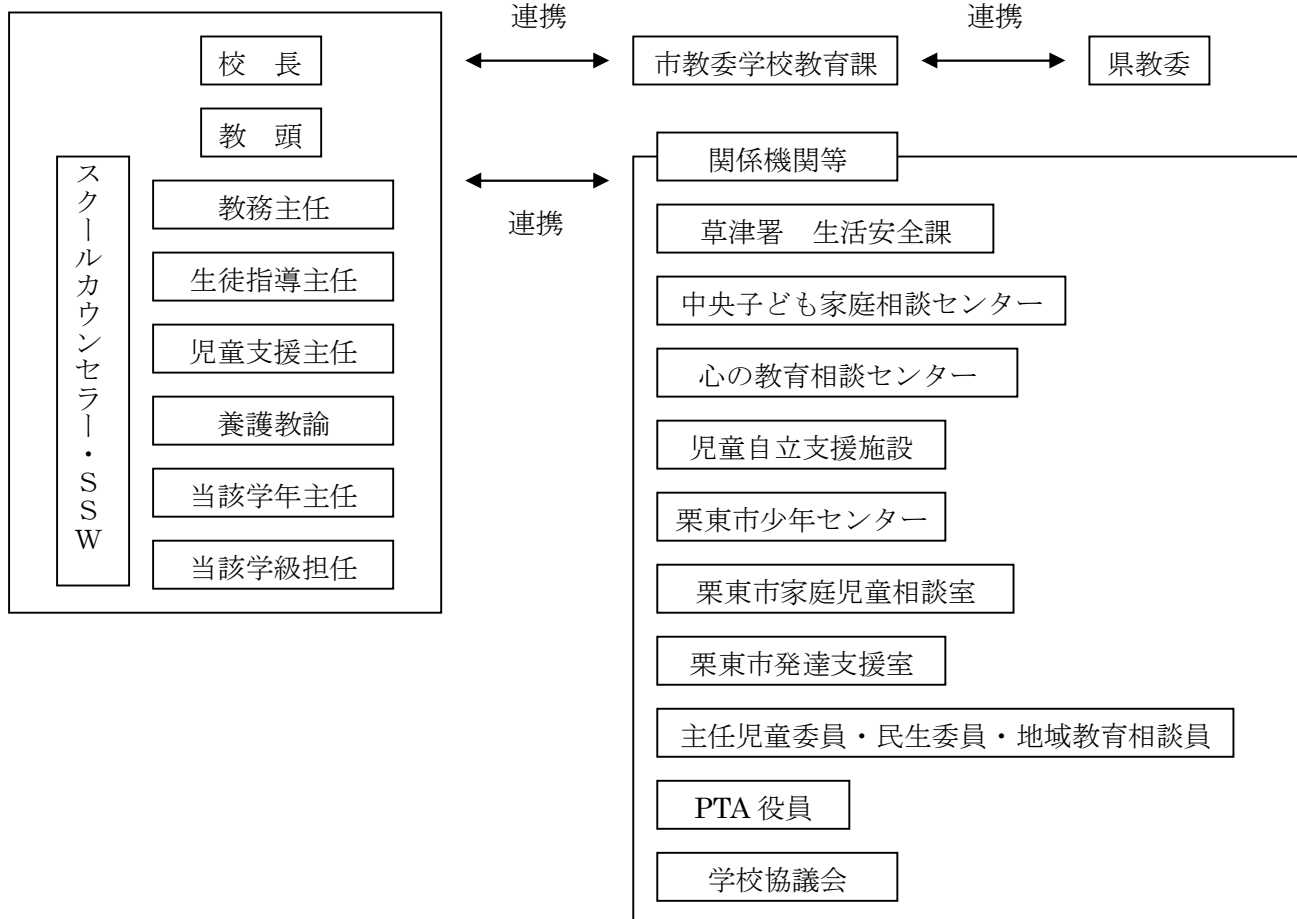 連携
連携
校　長
市教委学校教育課
県教委
教　頭
スクールカウンセラー・ＳＳＷ
教務主任
生徒指導主任
児童支援主任
養護教諭
当該学年主任
当該学級担任
連携
関係機関等
草津署　生活安全課
中央子ども家庭相談センター
心の教育相談センター
児童自立支援施設
栗東市少年センター
栗東市家庭児童相談室
栗東市発達支援室
主任児童委員・民生委員・地域教育相談員
PTA 役員
学校協議会